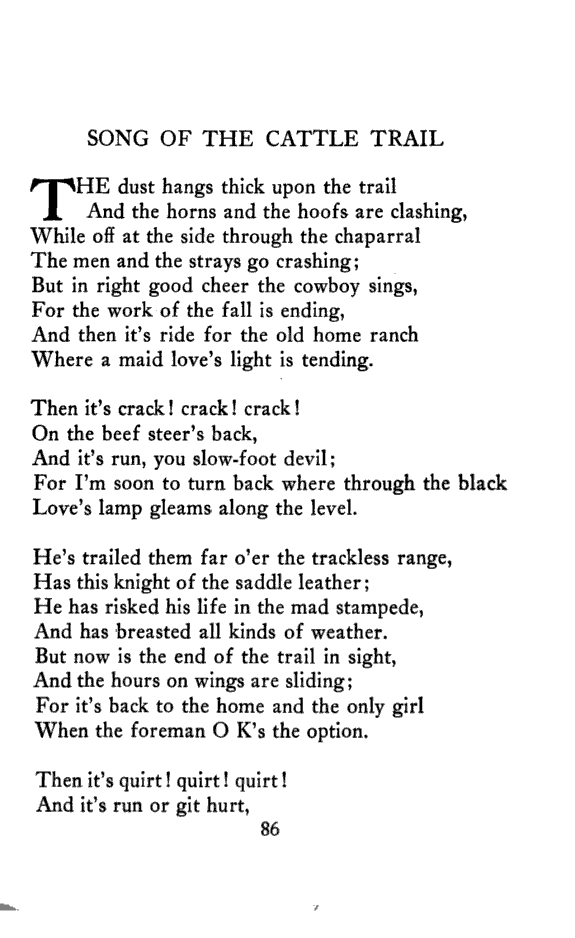 SONG OF THE CATTLE TRAIL
THE dust hangs thick upon the trail
And the horns and the hoofs are clashing,
While off at the side through the chaparral
The men and the strays go crashing;
But in right good cheer the cowboy sings,
For the work of the fall is ending,
And then it's ride for the old home ranch
Where a maid love's light is tending.
Then it's crack! crack! crack!
On the beef steer's back,
And it's run, you slow-foot devil;
For I'm soon to turn back where through the black
Love's lamp gleams along the level.
He's trailed them far o'er the trackless range,
Has this knight of the saddle leather;
He has risked his life in the mad stampede,
And has breasted all kinds of weather.
But now is the end of the trail in sight,
And the hours on wings are sliding;
For it's back to the home and the only girl
When the foreman O K's the option.
Then it's quirt! quirt! quirt!
And it's run or git hurt,
86